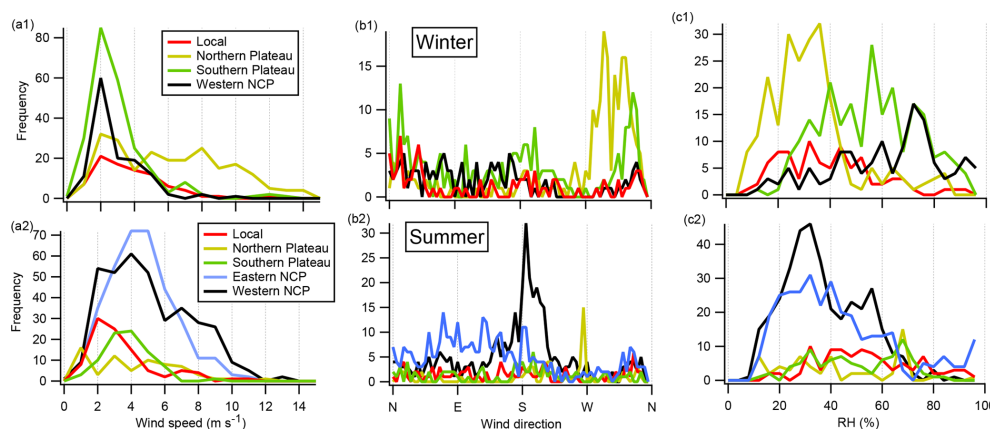 (a1)
80
60
40
20
0
Frequency
Local
Northern Plateau
Southern Plateau
Western NCP
(b1)
Winter
15
10
5
0
(c1)
30
25
20
15
10
5
0
(a2)
70
60
50
40
30
20
10
0
Frequency
Local
Northern Plateau
Southern Plateau
Eastern NCP
Western NCP
0 2 4 6 8 10 12 14
Wind speed (m s⁻¹)
(b2)
Summer
30
25
20
15
10
5
0
N E S W N
Wind direction
(c2)
40
30
20
10
0
0 20 40 60 80 100
RH (%)